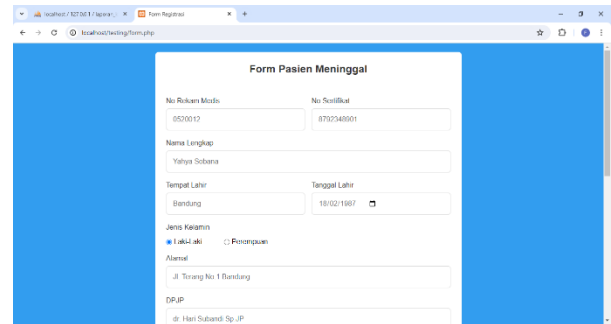 localhost / 127.0.0.1 / laporan_
Form Registrasi
localhost/testing/form.php
Form Pasien Meninggal
No Rekam Medis No Sertifikat
0520012 8792348901
Nama Lengkap
Yahya Sobana
Tempat Lahir Tanggal Lahir
Bandung 18/02/1987
Jenis Kelamin
Laki-Laki Perempuan
Alamat
Jl. Terang No 1 Bandung
DPJP
dr. Hari Subandi Sp JP